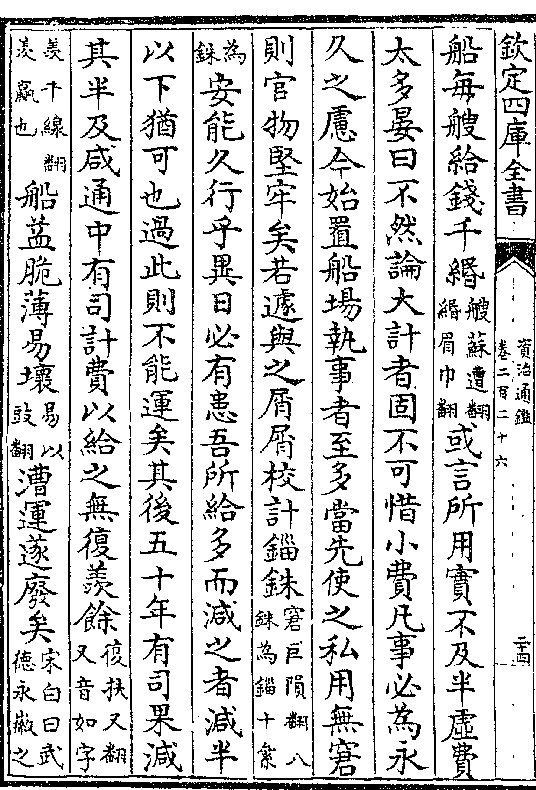 欽定四庫全書
資治通鑑
卷二百二十六
二十四
船每艘給錢千緡艘蘇遭翻緡眉巾翻或言所用實不及半虛費
太多晏曰不然論大計者固不可惜小費凡事必為永
久之慮今始置船場執事者至多當先使之私用無窘
則官物堅牢矣若遽與之屑屑校計錙銖窘巨隕翻八銖為錙十絫
為銖安能久行乎異日必有患吾所給多而減之者減半
以下猶可也過此則不能運矣其後五十年有司果減
其半及咸通中有司計費以給之無復羨餘復扶又翻又音如字
羨千線翻羨贏也船益脆薄易壞易以豉翻漕運遂廢矣宋白曰武德永徽之